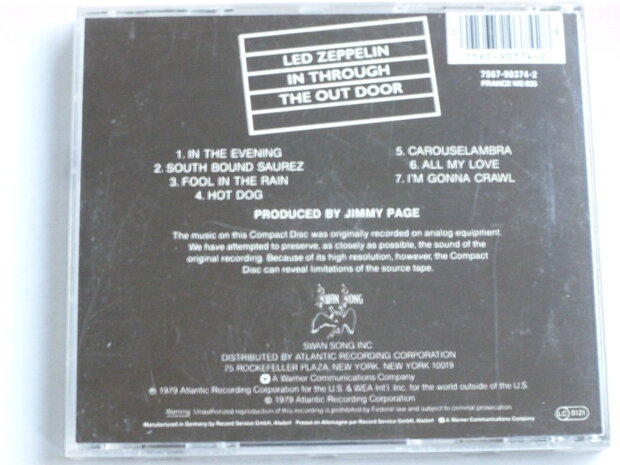 LED ZEPPELIN
IN THROUGH
THE OUT DOOR
7567-90374-2
7567-90374-2
FRANCE WE 835
1. IN THE EVENING
2. SOUTH BOUND SAUREZ
3. FOOL IN THE RAIN
4. HOT DOG
5. CAROUSELAMBRA
6. ALL MY LOVE
7. I'M GONNA CRAWL
PRODUCED BY JIMMY PAGE
The music on this Compact Disc was originally recorded on analog equipment.
We have attempted to preserve, as closely as possible, the sound of the
original recording. Because of its high resolution, however, the Compact
Disc can reveal limitations of the source tape.
SWAN SONG
SWAN SONG INC.
DISTRIBUTED BY ATLANTIC RECORDING CORPORATION
75 ROCKEFELLER PLAZA, NEW YORK, NEW YORK 10019
A Warner Communications Company
℗ 1979 Atlantic Recording Corporation for the U.S. & WEA Int'l. Inc. for the world outside of the U.S.
© 1979 Atlantic Recording Corporation
Warning: Unauthorized reproduction of this recording is prohibited by Federal law and subject to criminal prosecution.
Manufactured in Germany by Record Service GmbH, Alsdorf Pressé en Allemagne par Record Service GmbH, Alsdorf A Warner Communications Company
LC 0121